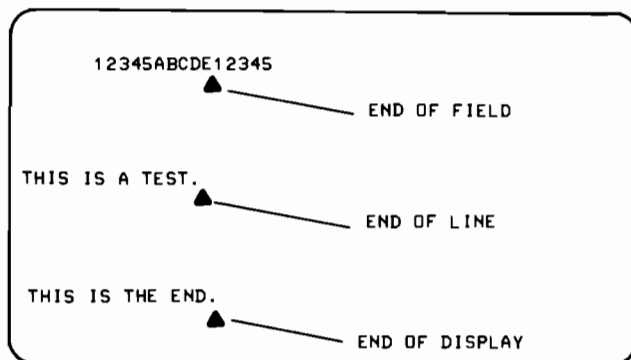 12345ABCDE12345
END OF FIELD
THIS IS A TEST.
END OF LINE
THIS IS THE END.
END OF DISPLAY